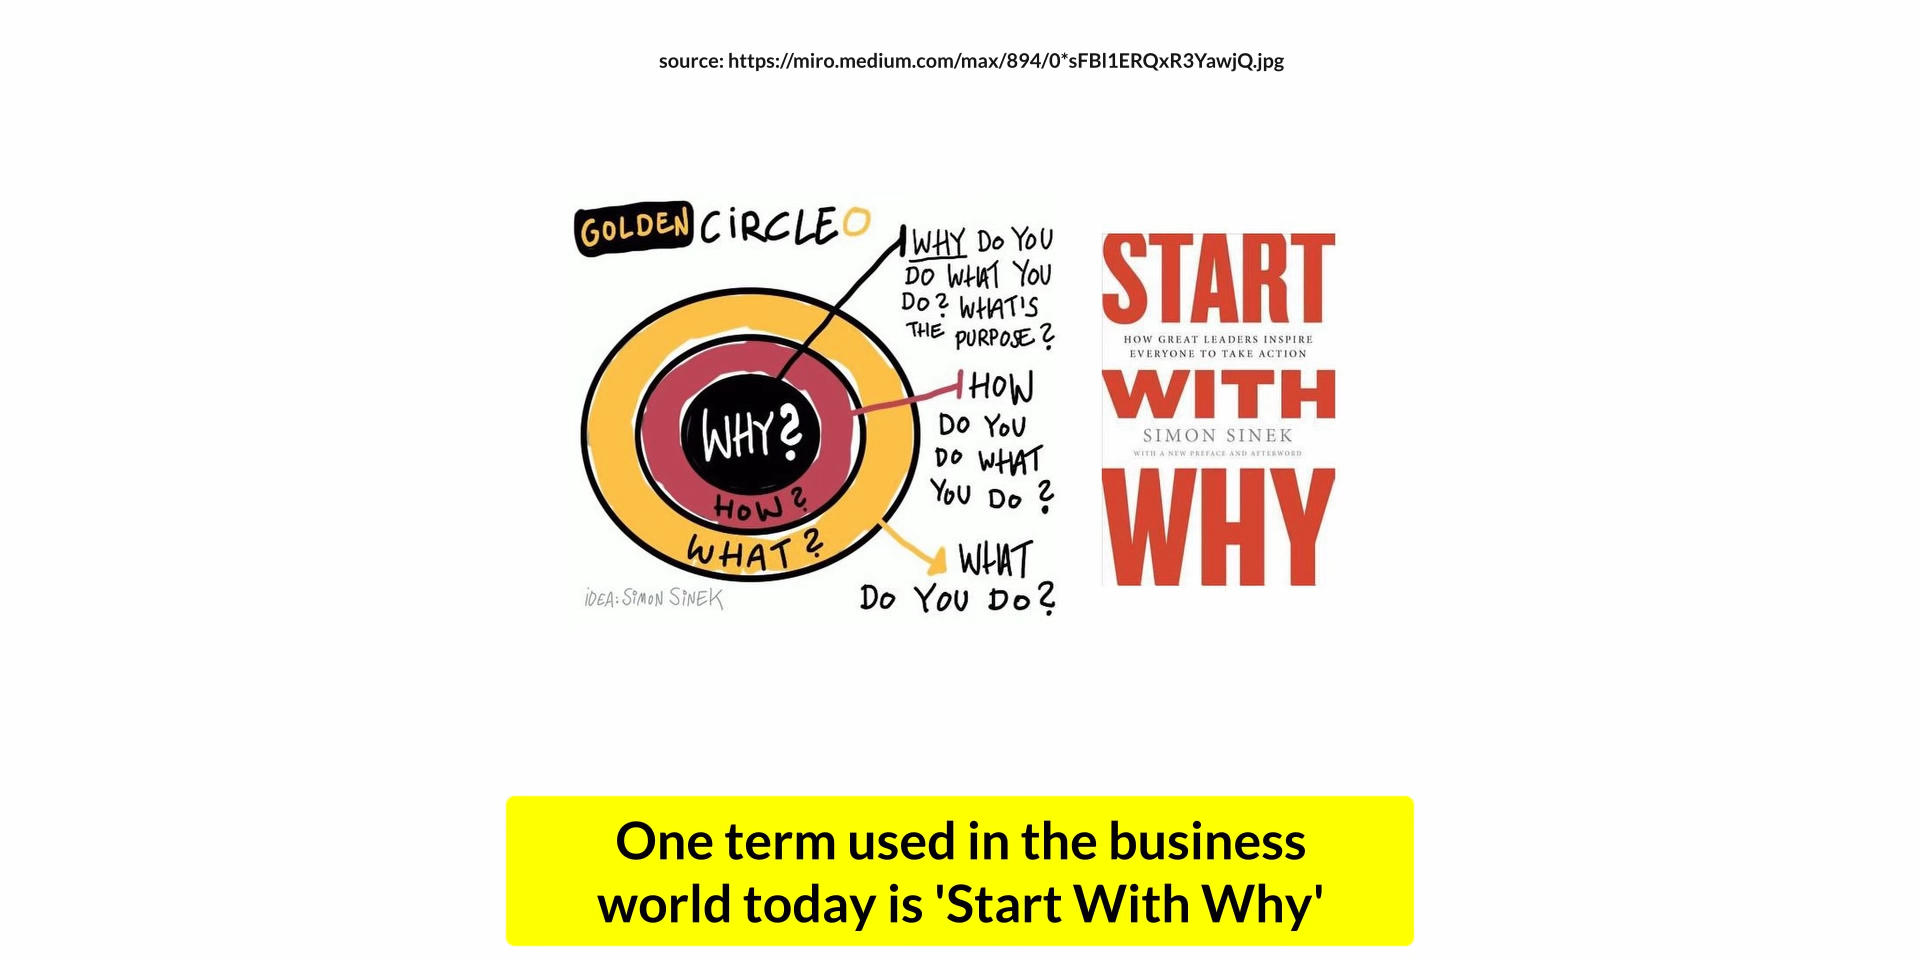 source: https://miro.medium.com/max/894/0*sFBI1ERQxR3YawjQ.jpg
GOLDEN CiRCLE
WHY DO YOU
DO WHAT YOU
DO? WHAT'S
THE PURPOSE?
HOW
DO YOU
DO WHAT
YOU DO?
WHAT
DO YOU DO?
WHY?
HOW?
WHAT?
iDEA: SiMON SiNEK
START
HOW GREAT LEADERS INSPIRE
EVERYONE TO TAKE ACTION
WITH
SIMON SINEK
WITH A NEW PREFACE AND AFTERWORD
WHY
One term used in the business
world today is 'Start With Why'